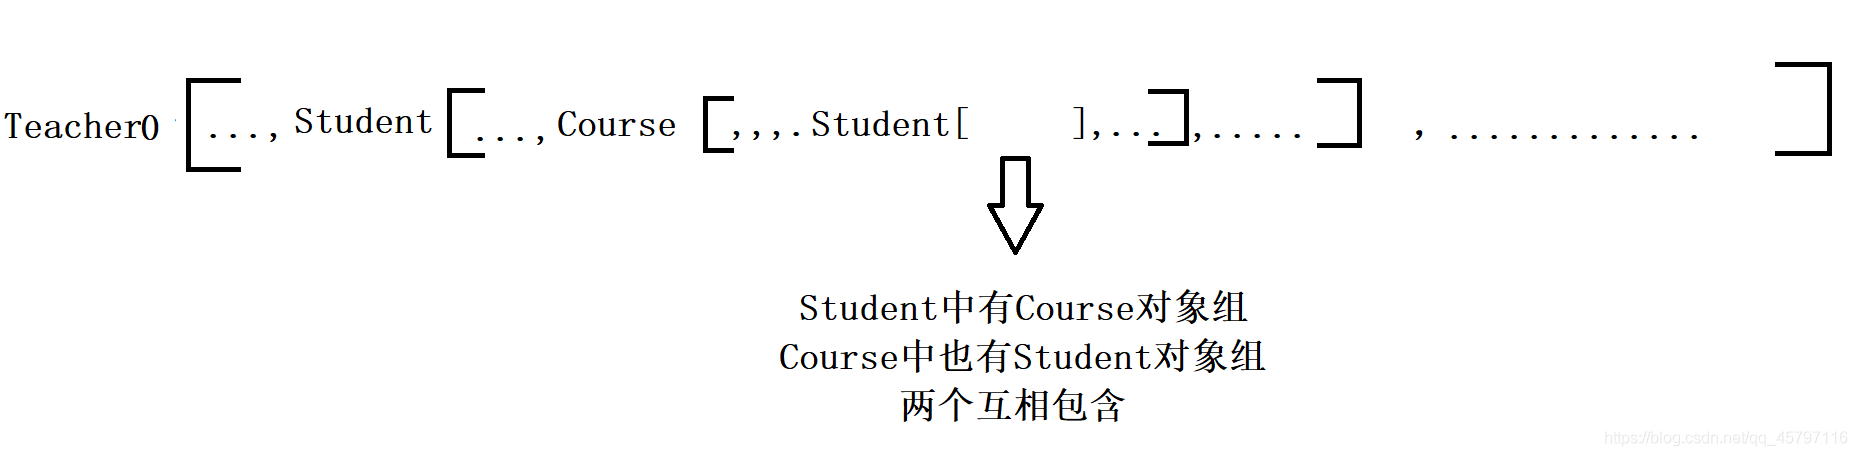 Teacher0 [...,Student[...,Course[,,,.Student[ ],...],.....] ,.............]
Student中有Course对象组
Course中也有Student对象组
两个互相包含
https://blog.csdn.net/qq_45797116